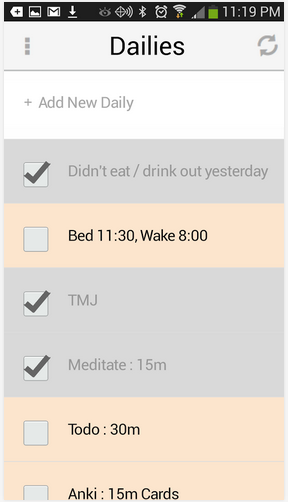 11:19 PM
Dailies
+ Add New Daily
Didn't eat / drink out yesterday
Bed 11:30, Wake 8:00
TMJ
Meditate : 15m
Todo : 30m
Anki : 15m Cards